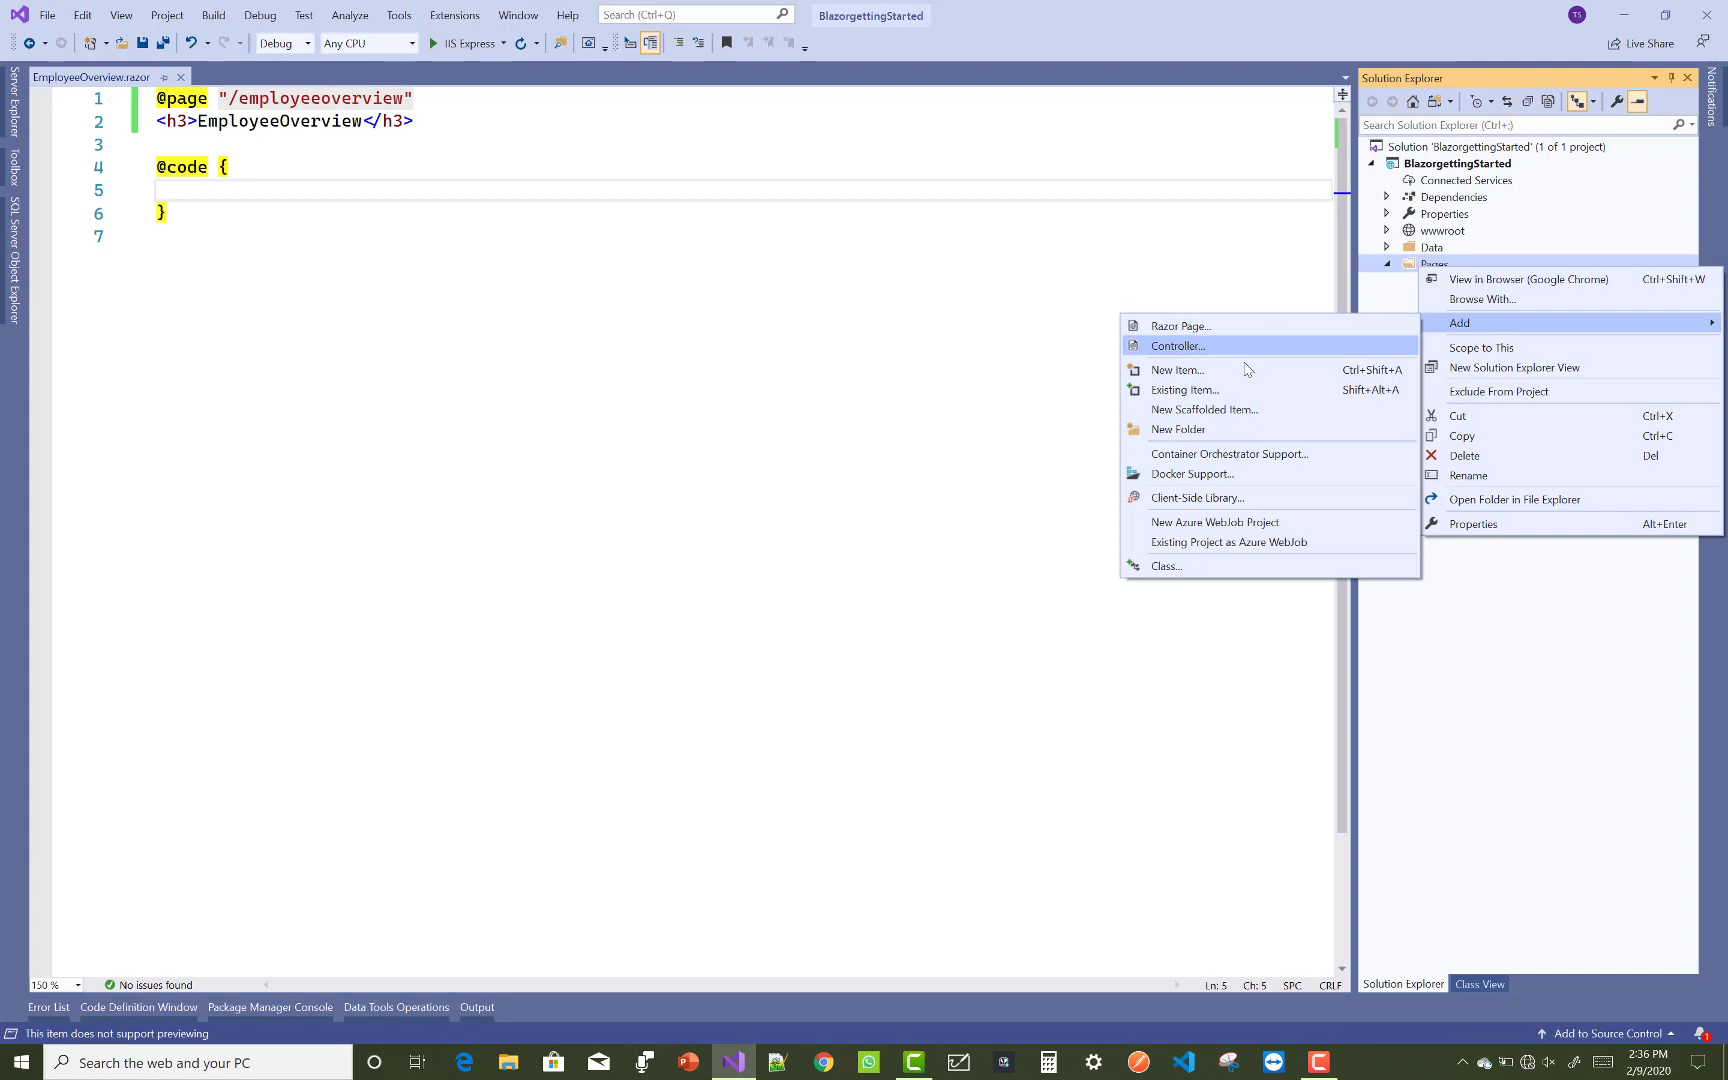 File Edit View Project Build Debug Test Analyze Tools Extensions Window Help Search (Ctrl+Q) BlazorgettingStarted TS
Debug Any CPU IIS Express Live Share
EmployeeOverview.razor
1 @page "/employeeoverview"
2 <h3>EmployeeOverview</h3>
3
4 @code {
5
6 }
7
Server Explorer
Toolbox
SQL Server Object Explorer
Solution Explorer
Search Solution Explorer (Ctrl+;)
Solution 'BlazorgettingStarted' (1 of 1 project)
BlazorgettingStarted
Connected Services
Dependencies
Properties
wwwroot
Data
Pages
Notifications
View in Browser (Google Chrome) Ctrl+Shift+W
Browse With...
Add
Scope to This
New Solution Explorer View
Exclude From Project
Cut Ctrl+X
Copy Ctrl+C
Delete Del
Rename
Open Folder in File Explorer
Properties Alt+Enter
Razor Page...
Controller...
New Item... Ctrl+Shift+A
Existing Item... Shift+Alt+A
New Scaffolded Item...
New Folder
Container Orchestrator Support...
Docker Support...
Client-Side Library...
New Azure WebJob Project
Existing Project as Azure WebJob
Class...
150 % No issues found Ln: 5 Ch: 5 SPC CRLF
Solution Explorer Class View
Error List Code Definition Window Package Manager Console Data Tools Operations Output
This item does not support previewing Add to Source Control 1
Search the web and your PC
2:36 PM
2/9/2020